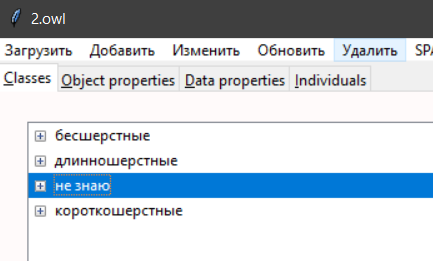 2.owl
Загрузить Добавить Изменить Обновить Удалить SPA
Classes Object properties Data properties Individuals
бесшерстные
длинношерстные
не знаю
короткошерстные